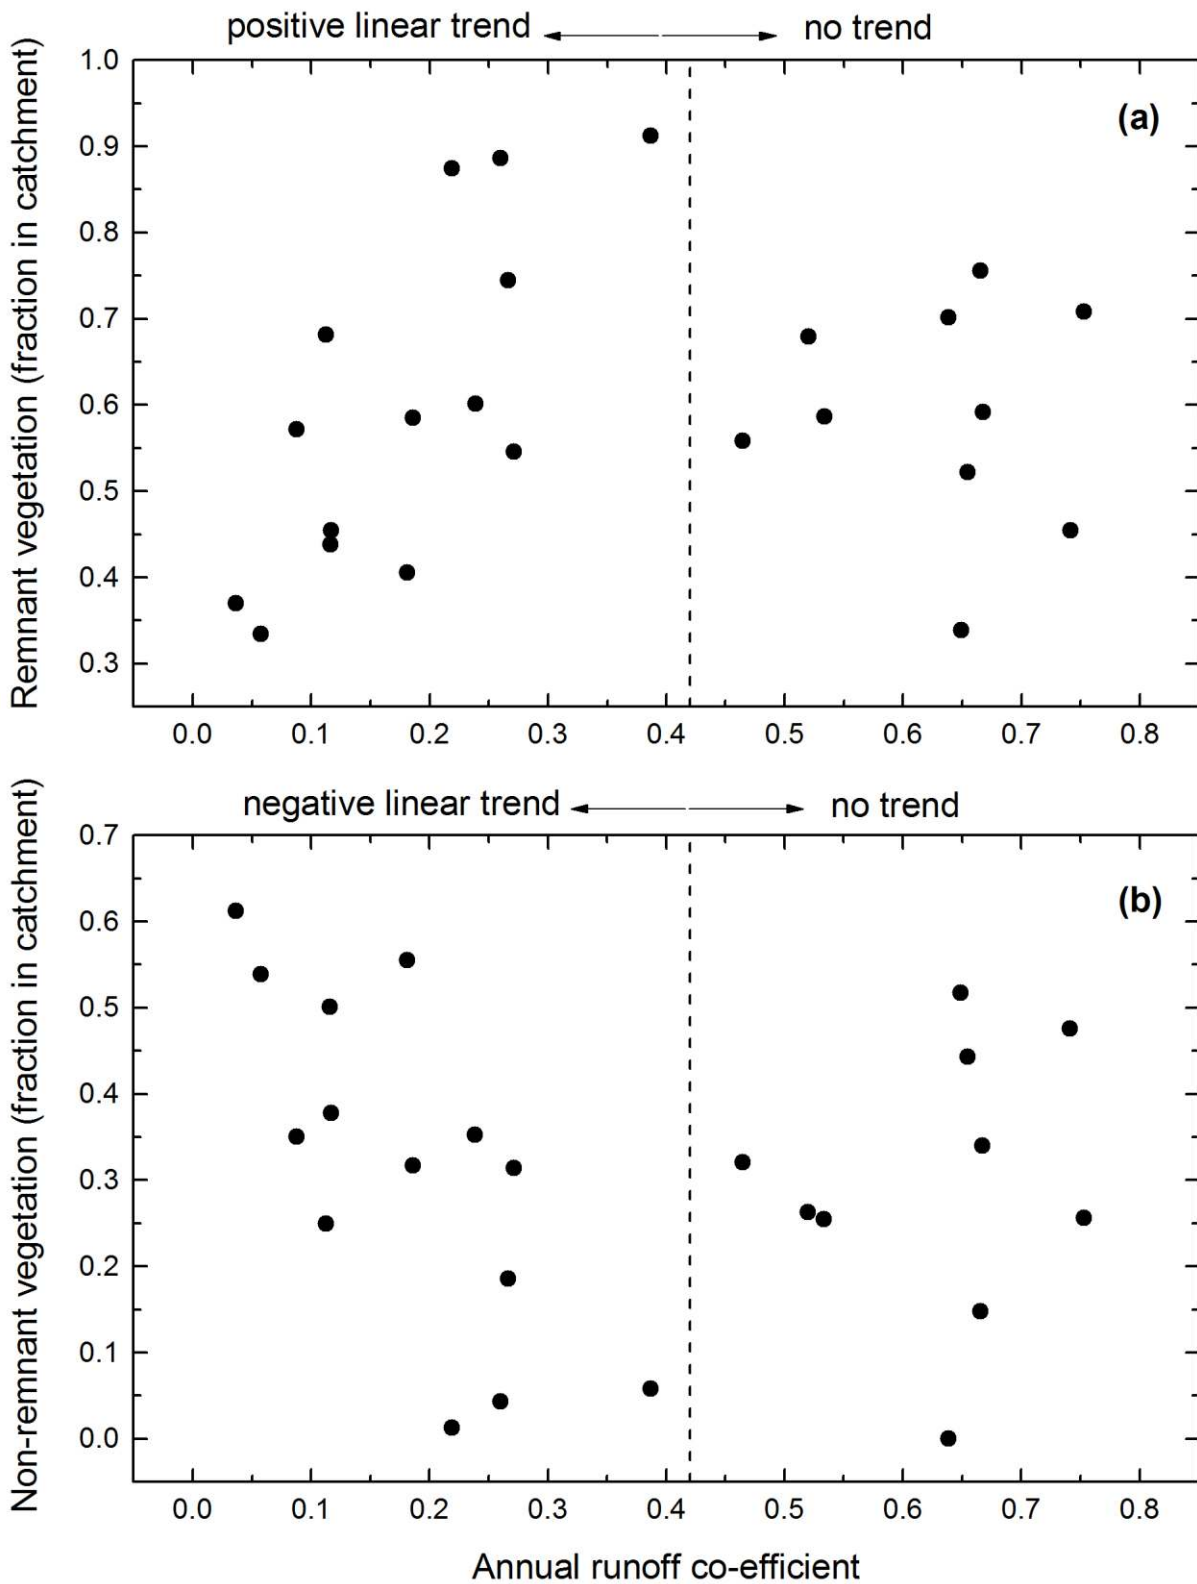 positive linear trend no trend
Remnant vegetation (fraction in catchment)
1.0
(a)
0.9
0.8
0.7
0.6
0.5
0.4
0.3
0.0 0.1 0.2 0.3 0.4 0.5 0.6 0.7 0.8
negative linear trend no trend
Non-remnant vegetation (fraction in catchment)
0.7
(b)
0.6
0.5
0.4
0.3
0.2
0.1
0.0
0.0 0.1 0.2 0.3 0.4 0.5 0.6 0.7 0.8
Annual runoff co-efficient